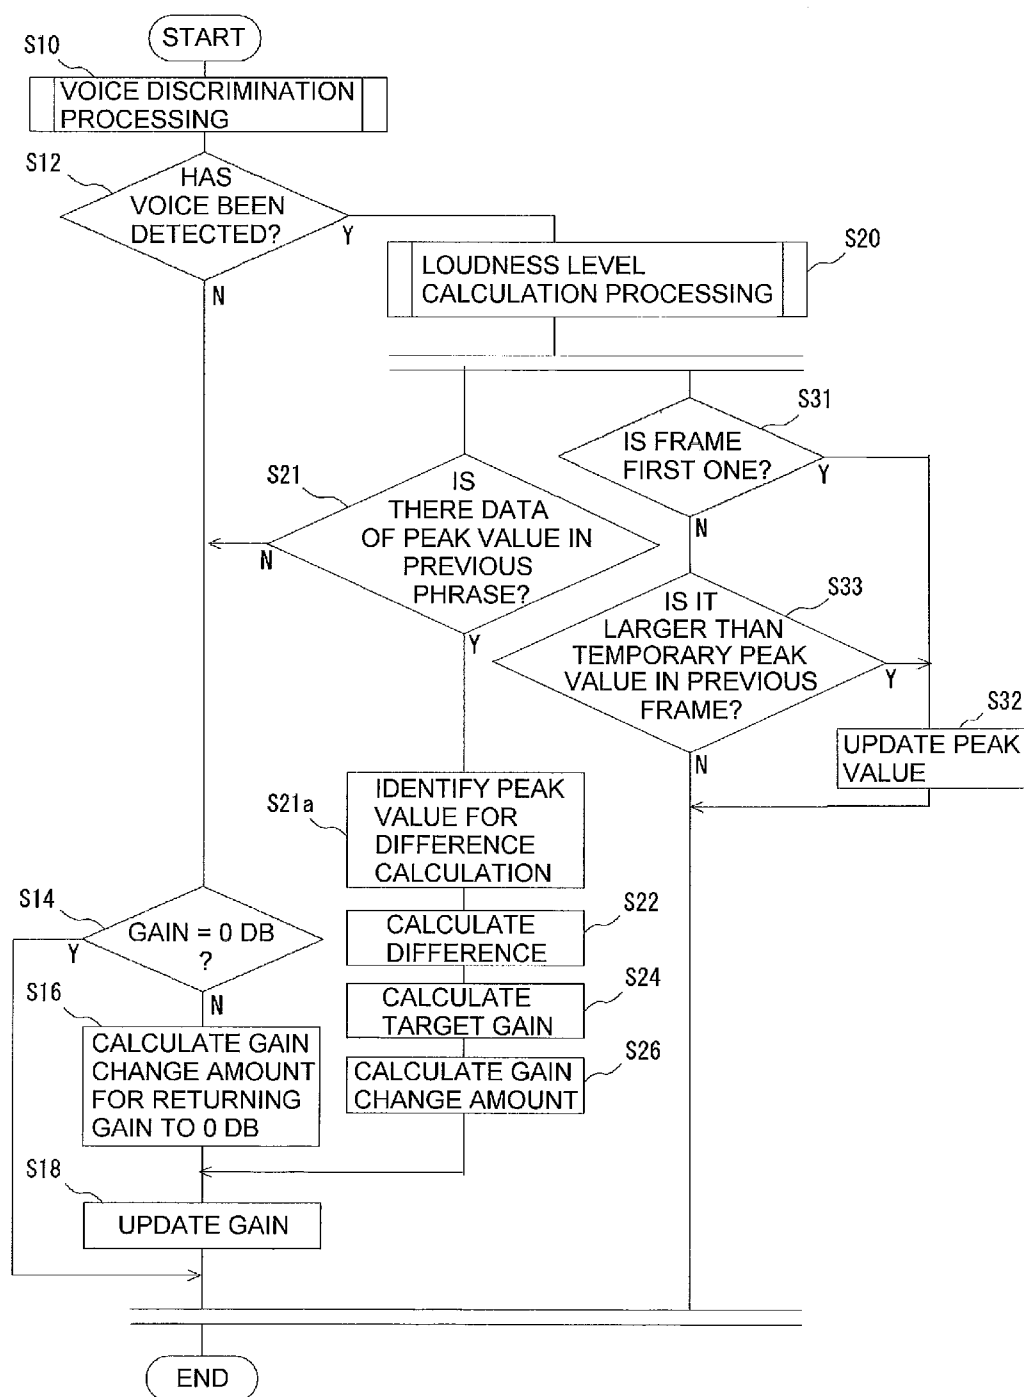 START
S10
VOICE DISCRIMINATION
PROCESSING
S12
HAS
VOICE BEEN
DETECTED?
Y
N
S20
LOUDNESS LEVEL
CALCULATION PROCESSING
S31
IS FRAME
FIRST ONE?
Y
N
S21
IS
THERE DATA
OF PEAK VALUE IN
PREVIOUS
PHRASE?
N
Y
S33
IS IT
LARGER THAN
TEMPORARY PEAK
VALUE IN PREVIOUS
FRAME?
Y
N
S32
UPDATE PEAK
VALUE
S21a
IDENTIFY PEAK
VALUE FOR
DIFFERENCE
CALCULATION
S14
GAIN = 0 DB
?
Y
N
S22
CALCULATE
DIFFERENCE
S24
CALCULATE
TARGET GAIN
S16
CALCULATE GAIN
CHANGE AMOUNT
FOR RETURNING
GAIN TO 0 DB
S26
CALCULATE GAIN
CHANGE AMOUNT
S18
UPDATE GAIN
END